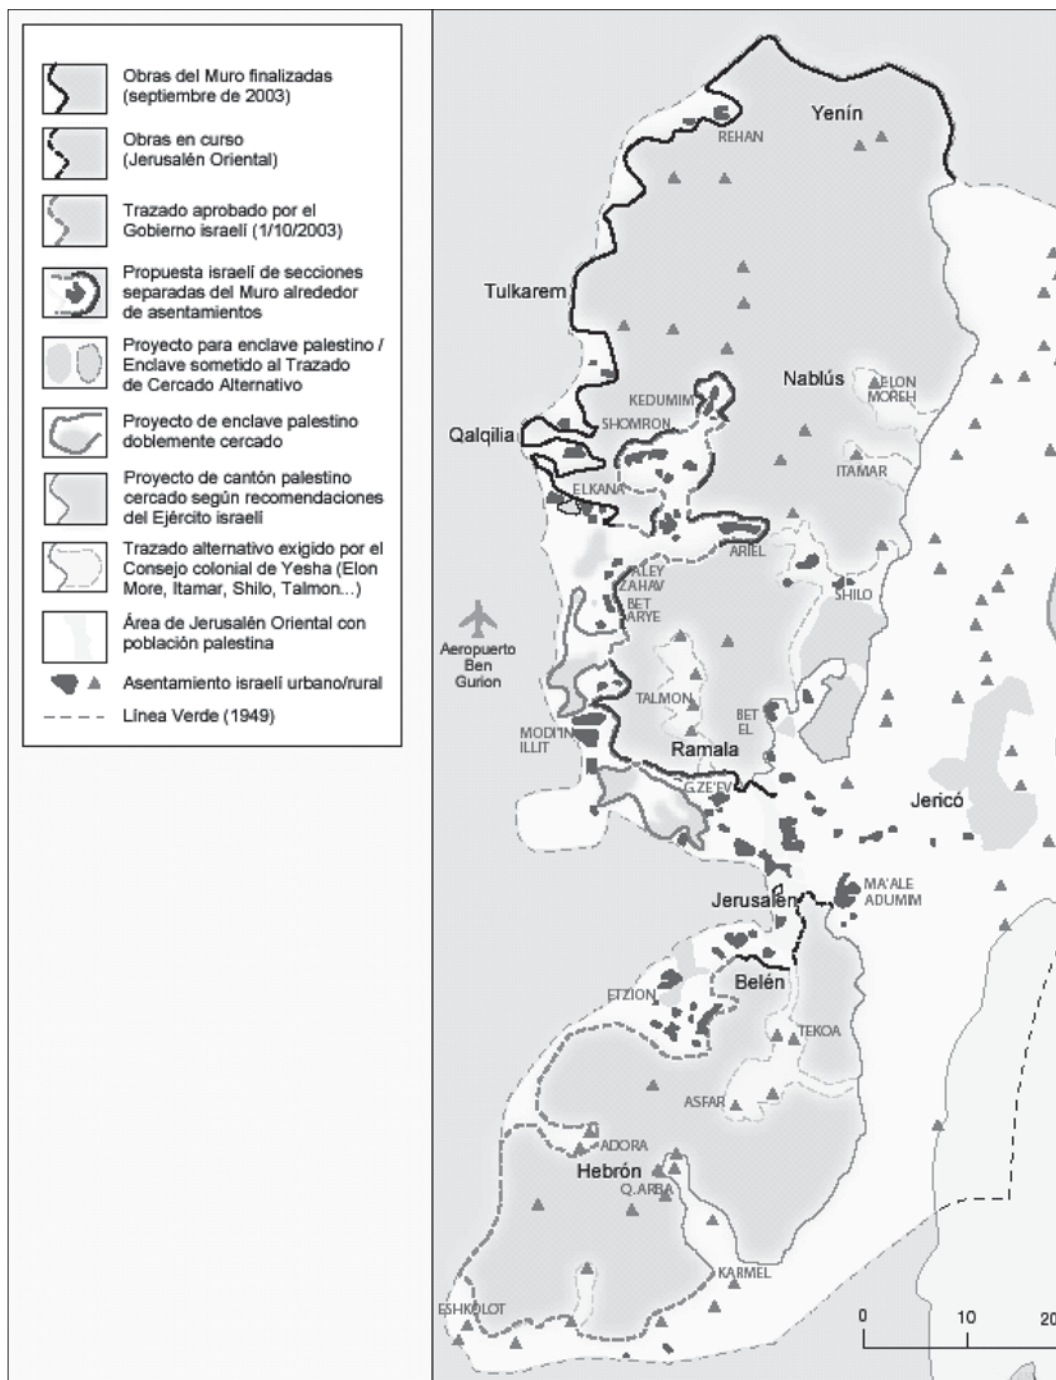 Obras del Muro finalizadas
(septiembre de 2003)
Obras en curso
(Jerusalén Oriental)
Trazado aprobado por el
Gobierno israelí (1/10/2003)
Propuesta israelí de secciones
separadas del Muro alrededor
de asentamientos
Proyecto para enclave palestino /
Enclave sometido al Trazado
de Cercado Alternativo
Proyecto de enclave palestino
doblemente cercado
Proyecto de cantón palestino
cercado según recomendaciones
del Ejército israelí
Trazado alternativo exigido por el
Consejo colonial de Yesha (Elon
More, Itamar, Shilo, Talmon...)
Área de Jerusalén Oriental con
población palestina
Asentamiento israelí urbano/rural
Línea Verde (1949)
Yenín
REHAN
Tulkarem
Nablús
ELON
MOREH
KEDUMIM
SHOMRON
Qalqilia
ITAMAR
ELKANA
ARIEL
ALEY
ZAHAV
SHILO
BET
ARYE
Aeropuerto
Ben
Gurion
TALMON
BET
EL
MODI'IN
ILLIT
Ramala
G.ZE'EV
Jericó
MA'ALE
ADUMIM
Jerusalén
Belén
ETZION
TEKOA
ASFAR
ADORA
Hebrón
Q.ARBA
KARMEL
ESHKOLOT
0 10 20